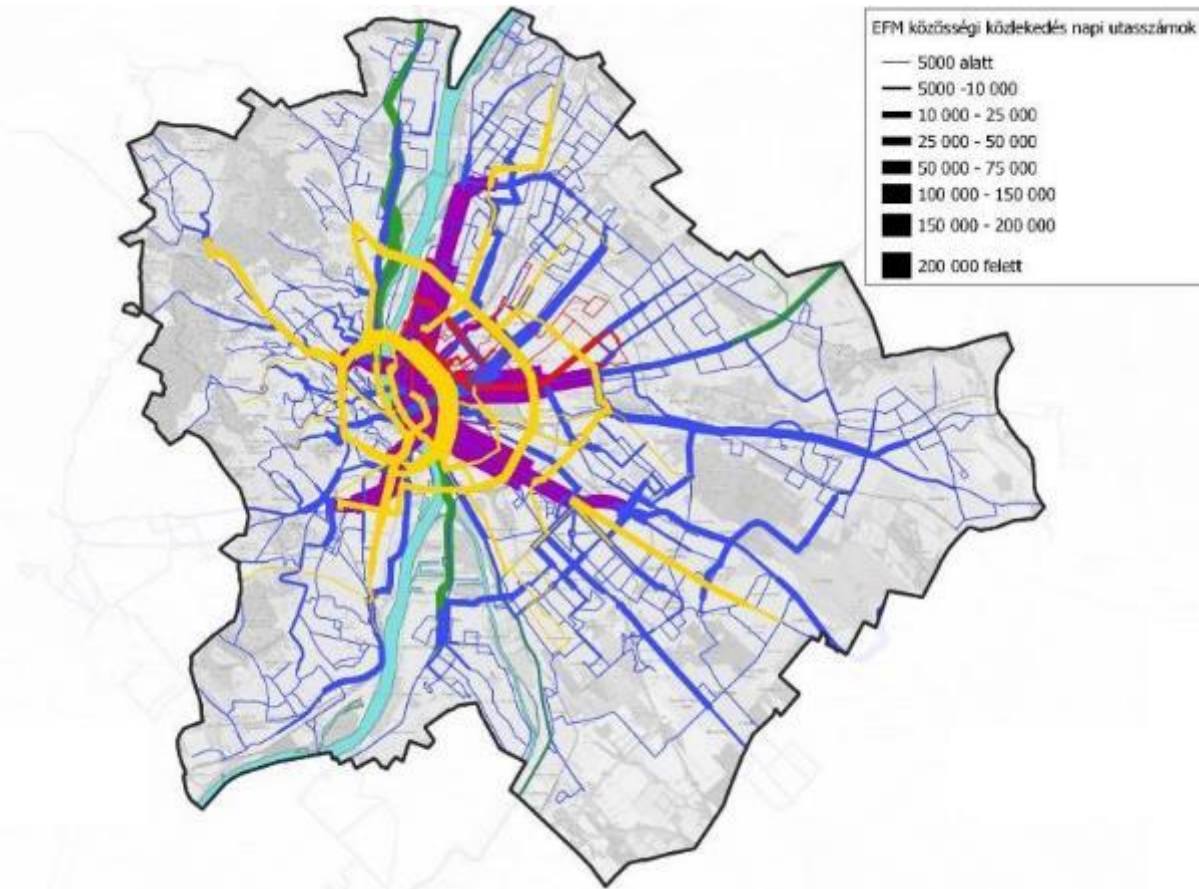 EFM közösségi közlekedés napi utasszámok
5000 alatt
5000 -10 000
10 000 - 25 000
25 000 - 50 000
50 000 - 75 000
100 000 - 150 000
150 000 - 200 000
200 000 felett